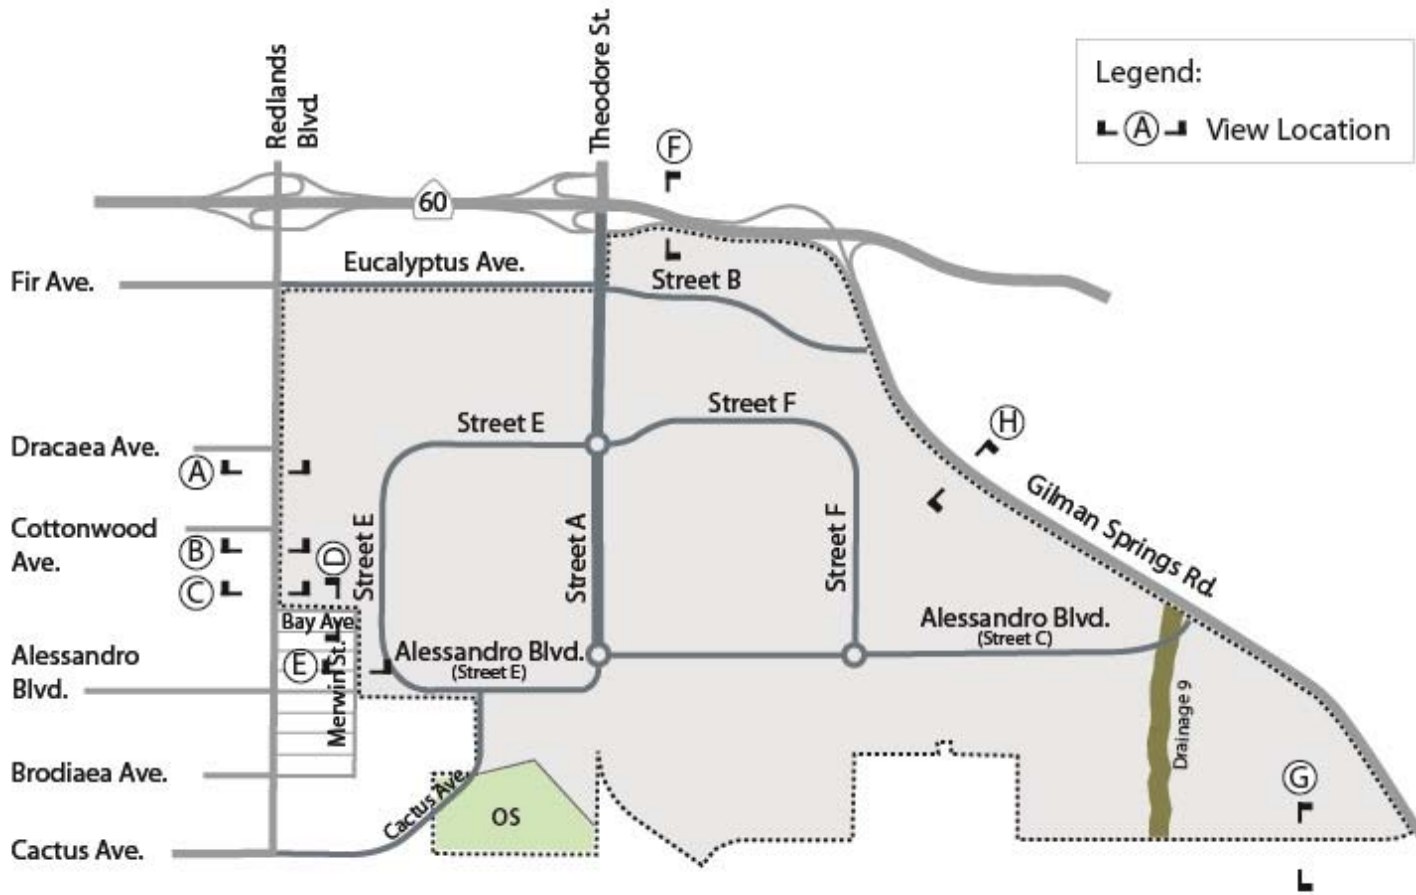 Redlands
Blvd.
Theodore St.
Legend:
A View Location
F
60
Eucalyptus Ave.
Fir Ave.
Street B
Street F
Street E
H
Dracaea Ave.
A
Gilman Springs Rd.
Cottonwood
Ave.
B
D
Street E
Street A
Street F
C
Bay Ave
Alessandro Blvd.
(Street C)
Alessandro
Blvd.
E
Merwin St.
Alessandro Blvd.
(Street E)
Drainage 9
Brodiaea Ave.
Cactus Ave.
G
OS
Cactus Ave.